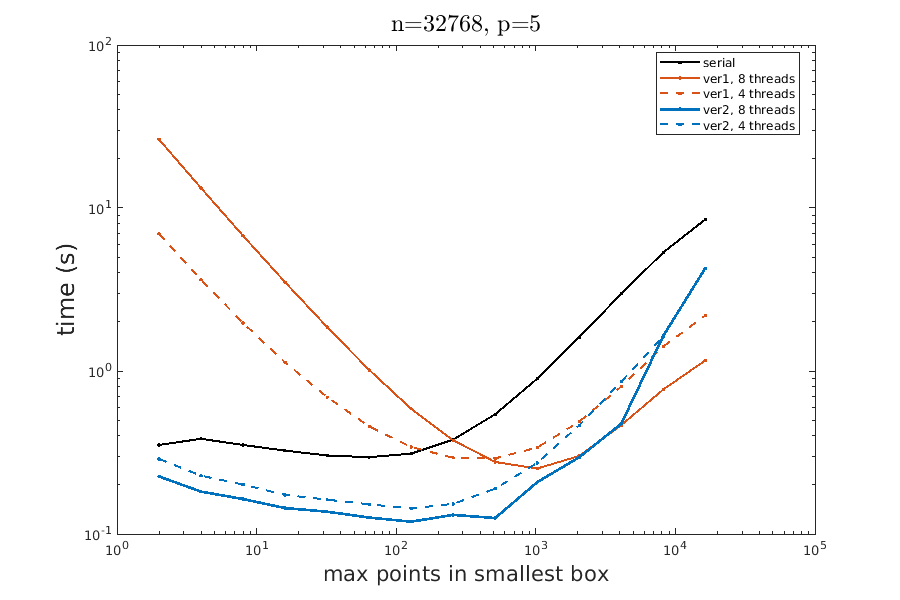 n=32768, p=5
10^2
10^1
10^0
10^-1
time (s)
serial
ver1, 8 threads
ver1, 4 threads
ver2, 8 threads
ver2, 4 threads
10^0 10^1 10^2 10^3 10^4 10^5
max points in smallest box